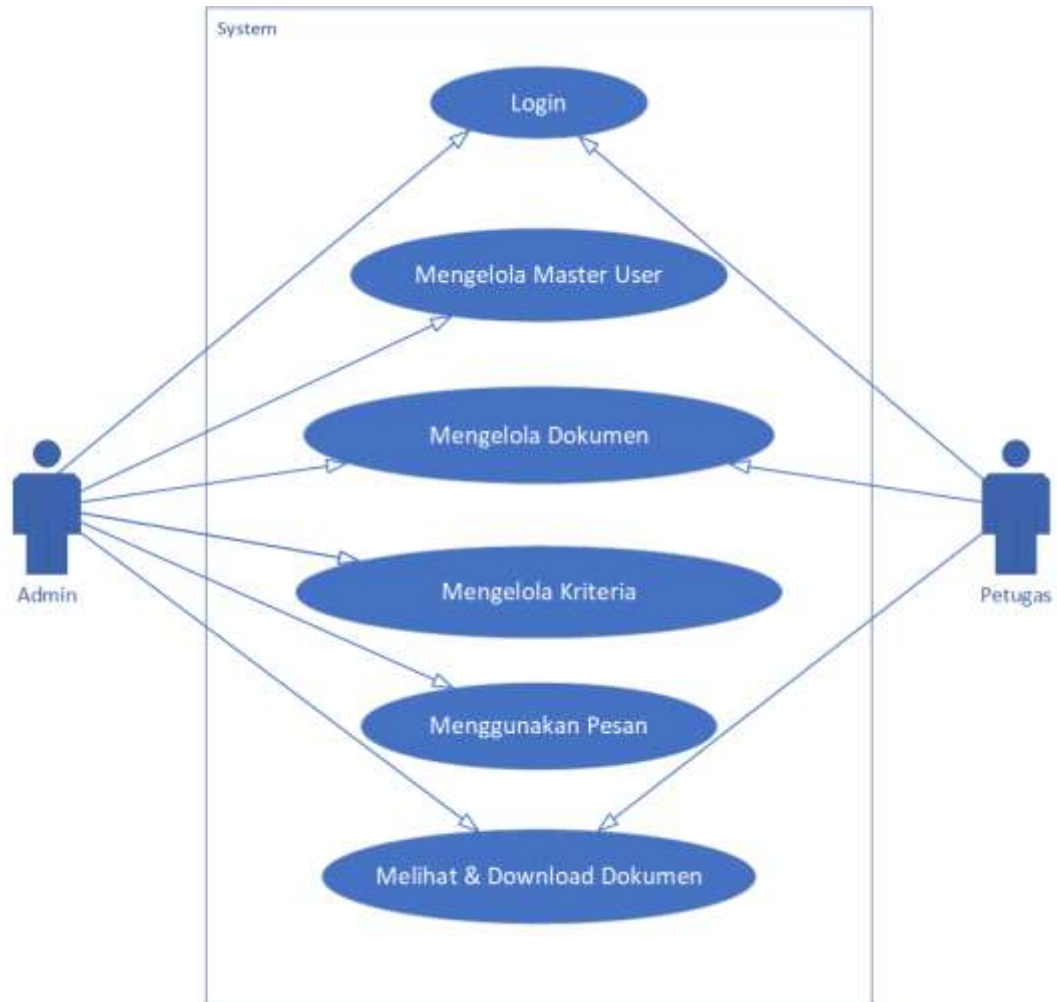 System
Login
Mengelola Master User
Mengelola Dokumen
Mengelola Kriteria
Admin
Petugas
Menggunakan Pesan
Melihat & Download Dokumen